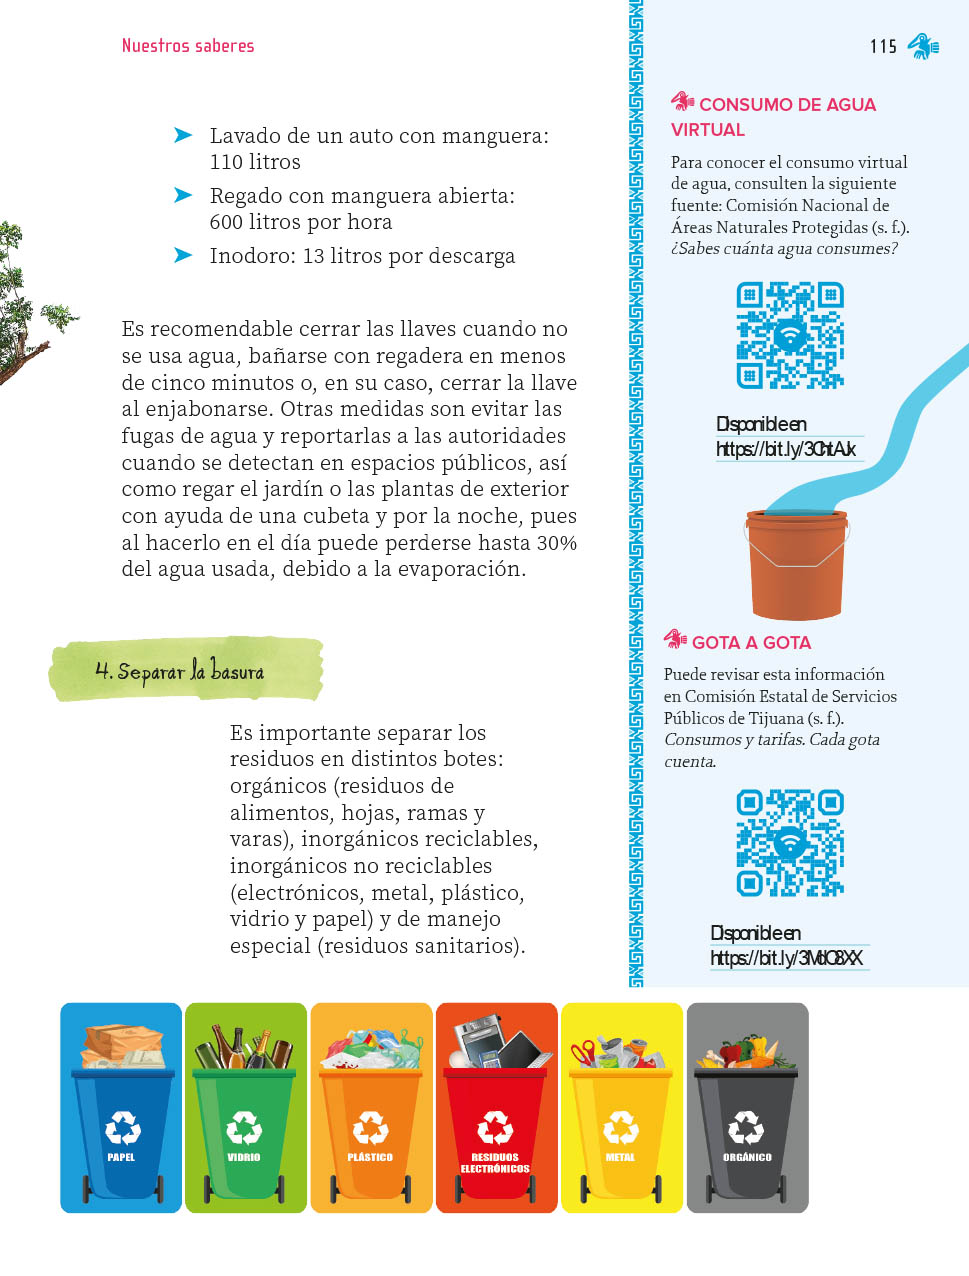 Nuestros saberes
115
Lavado de un auto con manguera:
110 litros
Regado con manguera abierta:
600 litros por hora
Inodoro: 13 litros por descarga
Es recomendable cerrar las llaves cuando no
se usa agua, bañarse con regadera en menos
de cinco minutos o, en su caso, cerrar la llave
al enjabonarse. Otras medidas son evitar las
fugas de agua y reportarlas a las autoridades
cuando se detectan en espacios públicos, así
como regar el jardín o las plantas de exterior
con ayuda de una cubeta y por la noche, pues
al hacerlo en el día puede perderse hasta 30%
del agua usada, debido a la evaporación.
4. Separar la basura
Es importante separar los
residuos en distintos botes:
orgánicos (residuos de
alimentos, hojas, ramas y
varas), inorgánicos reciclables,
inorgánicos no reciclables
(electrónicos, metal, plástico,
vidrio y papel) y de manejo
especial (residuos sanitarios).
CONSUMO DE AGUA
VIRTUAL
Para conocer el consumo virtual
de agua, consulten la siguiente
fuente: Comisión Nacional de
Áreas Naturales Protegidas (s. f.).
¿Sabes cuánta agua consumes?
Disponible en
https://bit.ly/3ChtAJx
GOTA A GOTA
Puede revisar esta información
en Comisión Estatal de Servicios
Públicos de Tijuana (s. f.).
Consumos y tarifas. Cada gota
cuenta.
Disponible en
https://bit.ly/3MdO8XX
PAPEL
VIDRIO
PLÁSTICO
RESIDUOS
ELECTRÓNICOS
METAL
ORGÁNICO